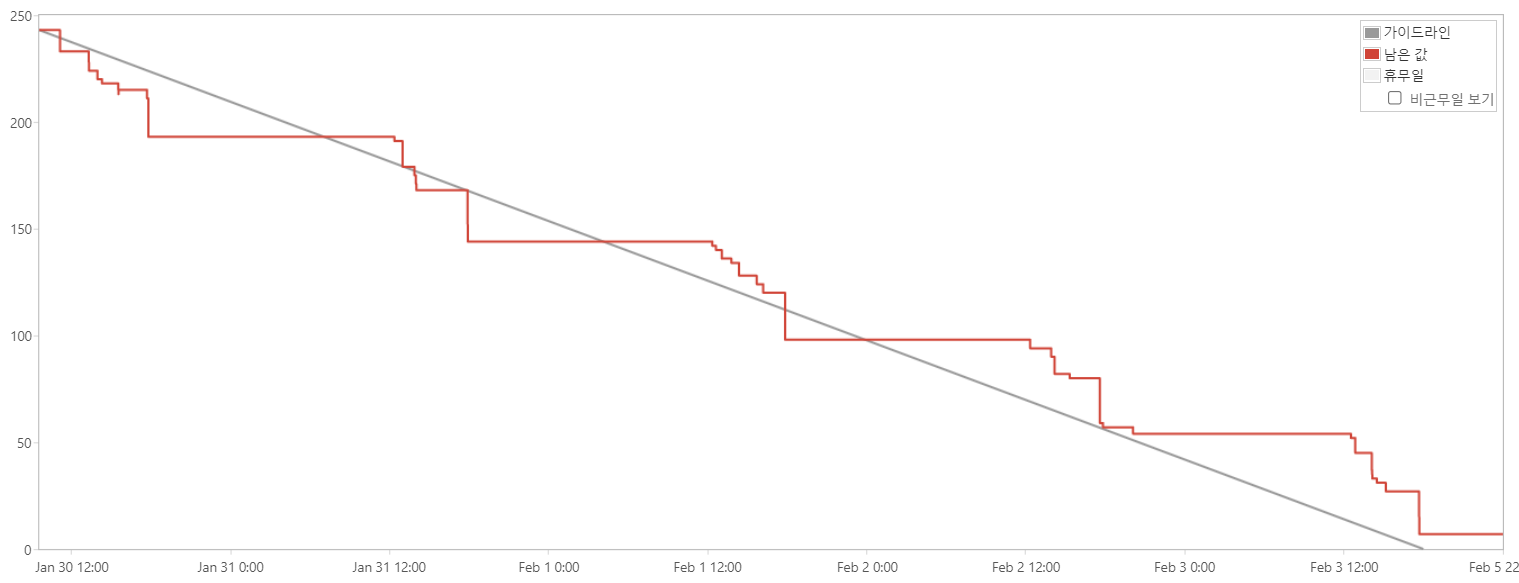 250
200
150
100
50
0
가이드라인
남은 값
휴무일
비근무일 보기
Jan 30 12:00
Jan 31 0:00
Jan 31 12:00
Feb 1 0:00
Feb 1 12:00
Feb 2 0:00
Feb 2 12:00
Feb 3 0:00
Feb 3 12:00
Feb 5 22